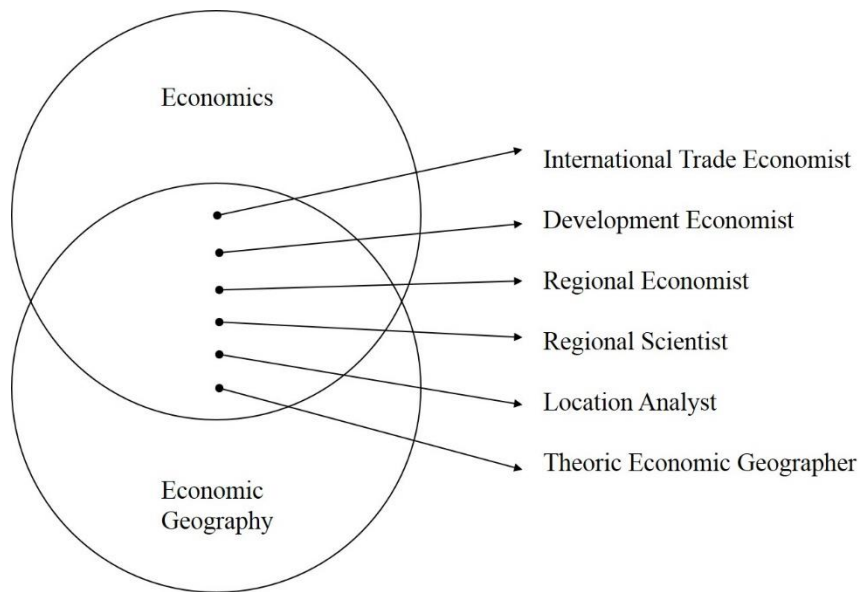 Economics
International Trade Economist
Development Economist
Regional Economist
Regional Scientist
Location Analyst
Theoric Economic Geographer
Economic
Geography